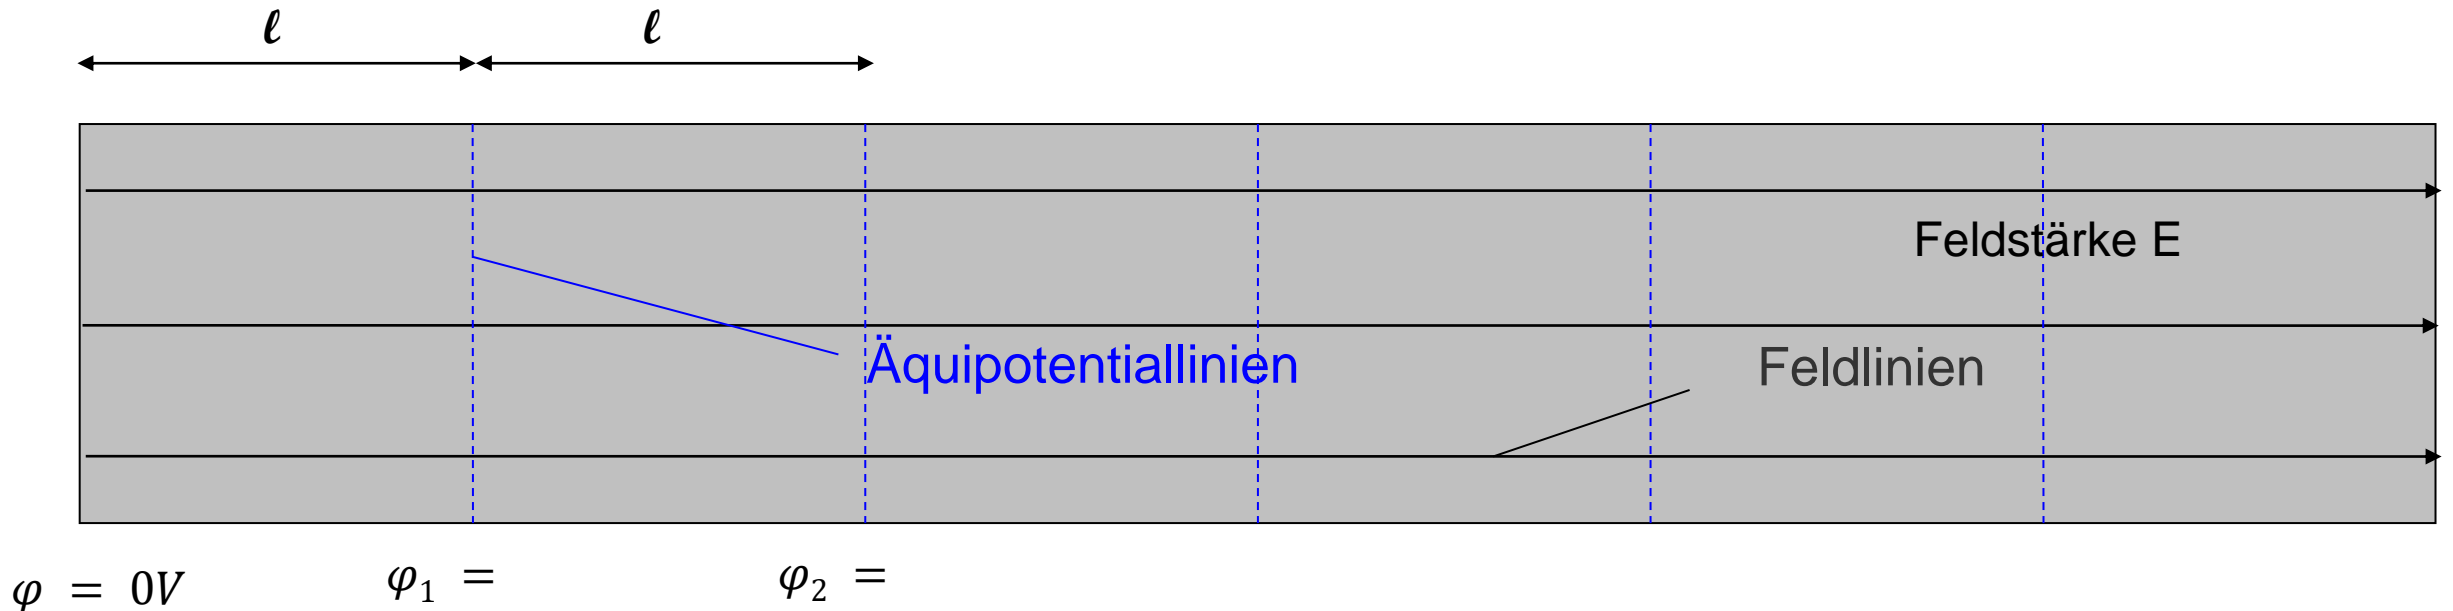 ℓ ℓ
Feldstärke E
Äquipotentiallinien Feldlinien
φ = 0V φ₁ = φ₂ =